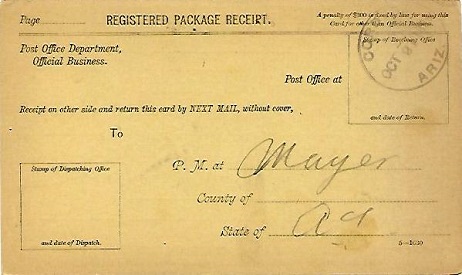 Page
REGISTERED PACKAGE RECEIPT.
A penalty of $300 is fixed by law for using this
Card for other than Official Business.
Post Office Department,
Official Business.
Stamp of Receiving Office
CO
OCT
ARIZ
Post Office at
Receipt on other side and return this card by NEXT MAIL, without cover,
and date of Return.
To
Stamp of Dispatching Office
P. M. at Mayer
County of
State of
and date of Dispatch.